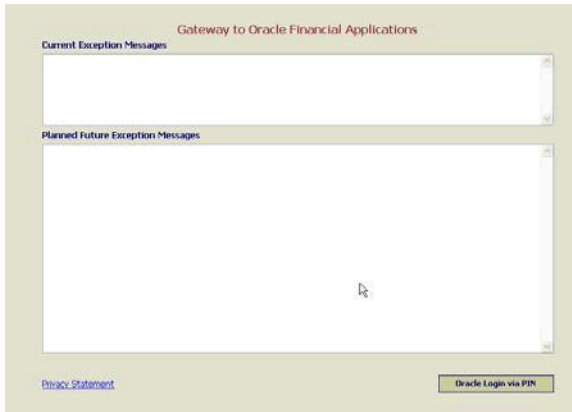 Gateway to Oracle Financial Applications
Current Exception Messages
Planned Future Exception Messages
Privacy Statement
Oracle Login via PIN